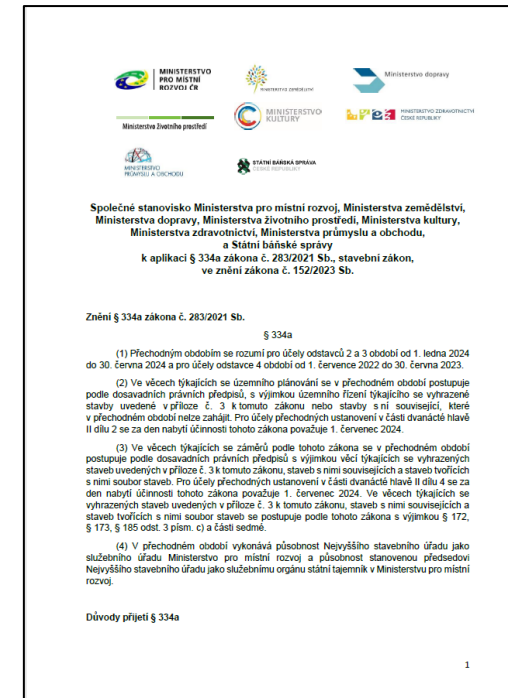 MINISTERSTVO
PRO MÍSTNÍ
ROZVOJ ČR
MINISTERSTVO ZEMĚDĚLSTVÍ
Ministerstvo dopravy
Ministerstvo životního prostředí
MINISTERSTVO
KULTURY
MINISTERSTVO ZDRAVOTNICTVÍ
ČESKÉ REPUBLIKY
MINISTERSTVO
PRŮMYSLU A OBCHODU
STÁTNÍ BÁŇSKÁ SPRÁVA
ČESKÉ REPUBLIKY
Společné stanovisko Ministerstva pro místní rozvoj, Ministerstva zemědělství,
Ministerstva dopravy, Ministerstva životního prostředí, Ministerstva kultury,
Ministerstva zdravotnictví, Ministerstva průmyslu a obchodu,
a Státní báňské správy
k aplikaci § 334a zákona č. 283/2021 Sb., stavební zákon,
ve znění zákona č. 152/2023 Sb.
Znění § 334a zákona č. 283/2021 Sb.
§ 334a
(1) Přechodným obdobím se rozumí pro účely odstavců 2 a 3 období od 1. ledna 2024
do 30. června 2024 a pro účely odstavce 4 období od 1. července 2022 do 30. června 2023.
(2) Ve věcech týkajících se územního plánování se v přechodném období postupuje
podle dosavadních právních předpisů, s výjimkou územního řízení týkajícího se vyhrazené
stavby uvedené v příloze č. 3 k tomuto zákonu nebo stavby s ní související, které
v přechodném období nelze zahájit. Pro účely přechodných ustanovení v části dvanácté hlavě
II dílu 2 se za den nabytí účinnosti tohoto zákona považuje 1. červenec 2024.
(3) Ve věcech týkajících se záměrů podle tohoto zákona se v přechodném období
postupuje podle dosavadních právních předpisů s výjimkou věcí týkajících se vyhrazených
staveb uvedených v příloze č. 3 k tomuto zákonu, staveb s nimi souvisejících a staveb tvořících
s nimi soubor staveb. Pro účely přechodných ustanovení v části dvanácté hlavě II dílu 4 se za
den nabytí účinnosti tohoto zákona považuje 1. červenec 2024. Ve věcech týkajících se
vyhrazených staveb uvedených v příloze č. 3 k tomuto zákonu, staveb s nimi souvisejících a
staveb tvořících s nimi soubor staveb se postupuje podle tohoto zákona s výjimkou § 172,
§ 173, § 185 odst. 3 písm. c) a části sedmé.
(4) V přechodném období vykonává působnost Nejvyššího stavebního úřadu jako
služebního úřadu Ministerstvo pro místní rozvoj a působnost stanovenou předsedovi
Nejvyššího stavebního úřadu jako služebnímu orgánu státní tajemník v Ministerstvu pro místní
rozvoj.
Důvody přijetí § 334a
1